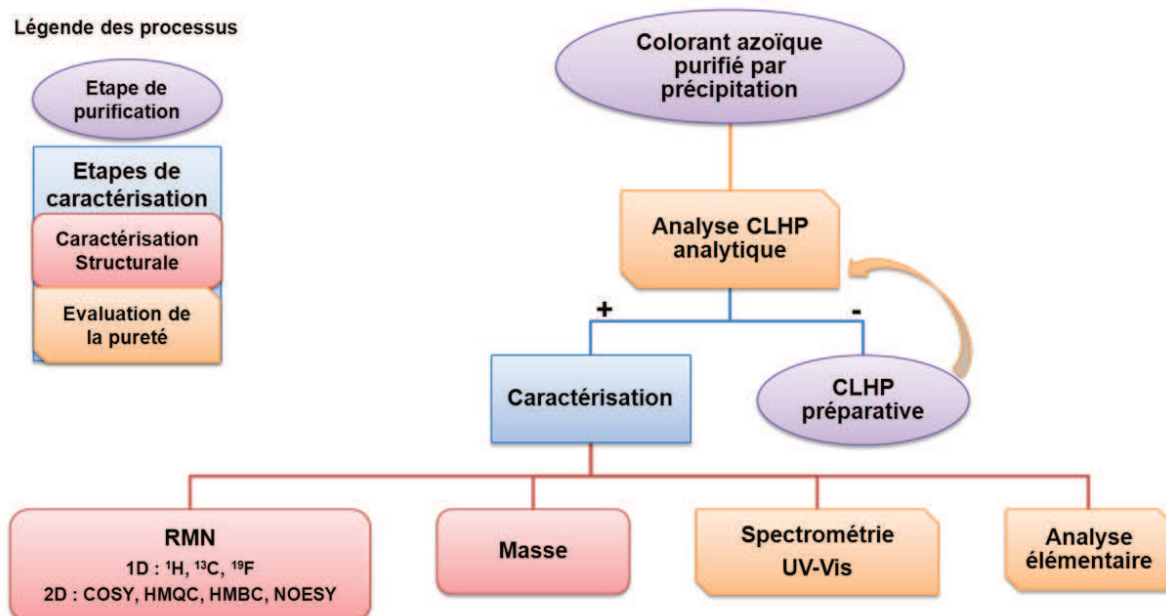 Légende des processus
Etape de
purification
Etapes de
caractérisation
Caractérisation
Structurale
Evaluation de
la pureté
Colorant azoïque
purifié par
précipitation
Analyse CLHP
analytique
+
-
Caractérisation
CLHP
préparative
RMN
1D : ¹H, ¹³C, ¹⁹F
2D : COSY, HMQC, HMBC, NOESY
Masse
Spectrométrie
UV-Vis
Analyse
élémentaire